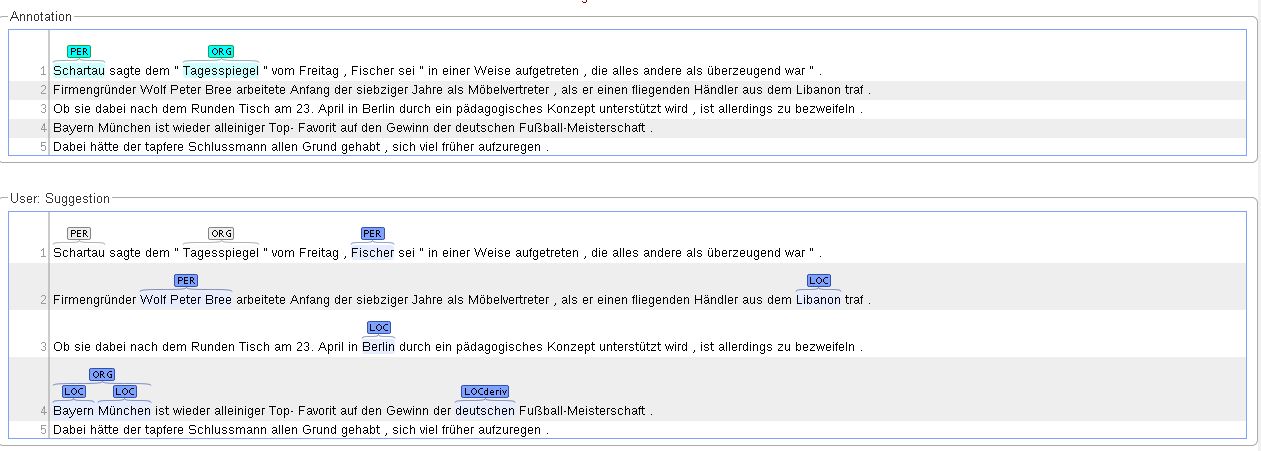 Annotation
PER ORG
1 Schartau sagte dem " Tagesspiegel " vom Freitag , Fischer sei " in einer Weise aufgetreten , die alles andere als überzeugend war " .
2 Firmengründer Wolf Peter Bree arbeitete Anfang der siebziger Jahre als Möbelvertreter , als er einen fliegenden Händler aus dem Libanon traf .
3 Ob sie dabei nach dem Runden Tisch am 23. April in Berlin durch ein pädagogisches Konzept unterstützt wird , ist allerdings zu bezweifeln .
4 Bayern München ist wieder alleiniger Top- Favorit auf den Gewinn der deutschen Fußball-Meisterschaft .
5 Dabei hätte der tapfere Schlussmann allen Grund gehabt , sich viel früher aufzuregen .
User: Suggestion
PER ORG PER
1 Schartau sagte dem " Tagesspiegel " vom Freitag , Fischer sei " in einer Weise aufgetreten , die alles andere als überzeugend war " .
PER LOC
2 Firmengründer Wolf Peter Bree arbeitete Anfang der siebziger Jahre als Möbelvertreter , als er einen fliegenden Händler aus dem Libanon traf .
LOC
3 Ob sie dabei nach dem Runden Tisch am 23. April in Berlin durch ein pädagogisches Konzept unterstützt wird , ist allerdings zu bezweifeln .
ORG
LOC LOC LOCderiv
4 Bayern München ist wieder alleiniger Top- Favorit auf den Gewinn der deutschen Fußball-Meisterschaft .
5 Dabei hätte der tapfere Schlussmann allen Grund gehabt , sich viel früher aufzuregen .